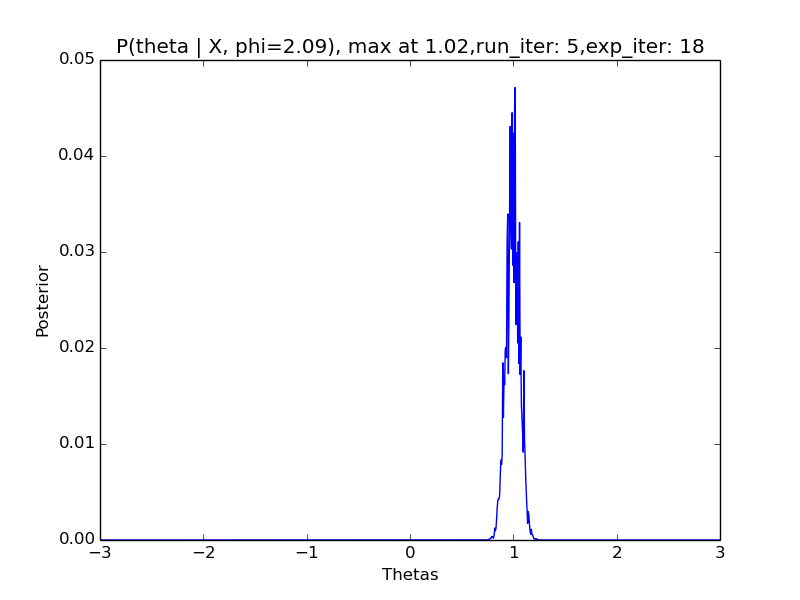 P(theta | X, phi=2.09), max at 1.02,run_iter: 5,exp_iter: 18
0.05
0.04
0.03
0.02
0.01
0.00
Posterior
−3 −2 −1 0 1 2 3
Thetas